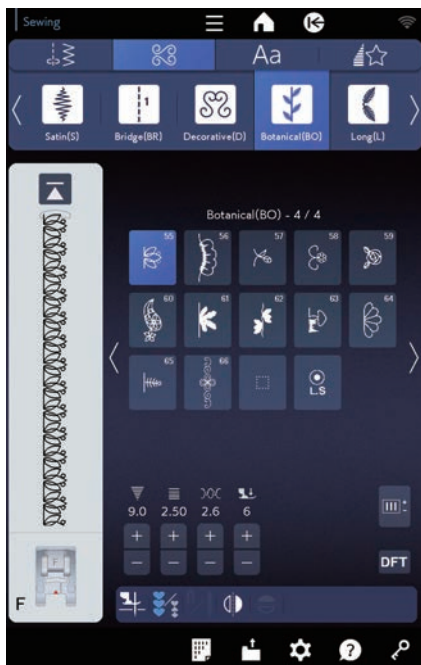 Sewing
Aa
1
Satin(S) Bridge(BR) Decorative(D) Botanical(BO) Long(L)
Botanical(BO) - 4 / 4
55 56 57 58 59
60 61 62 63 64
65 66
L.S
9.0 2.50 2.6 6
+ + + +
− − − −
DFT
F
?